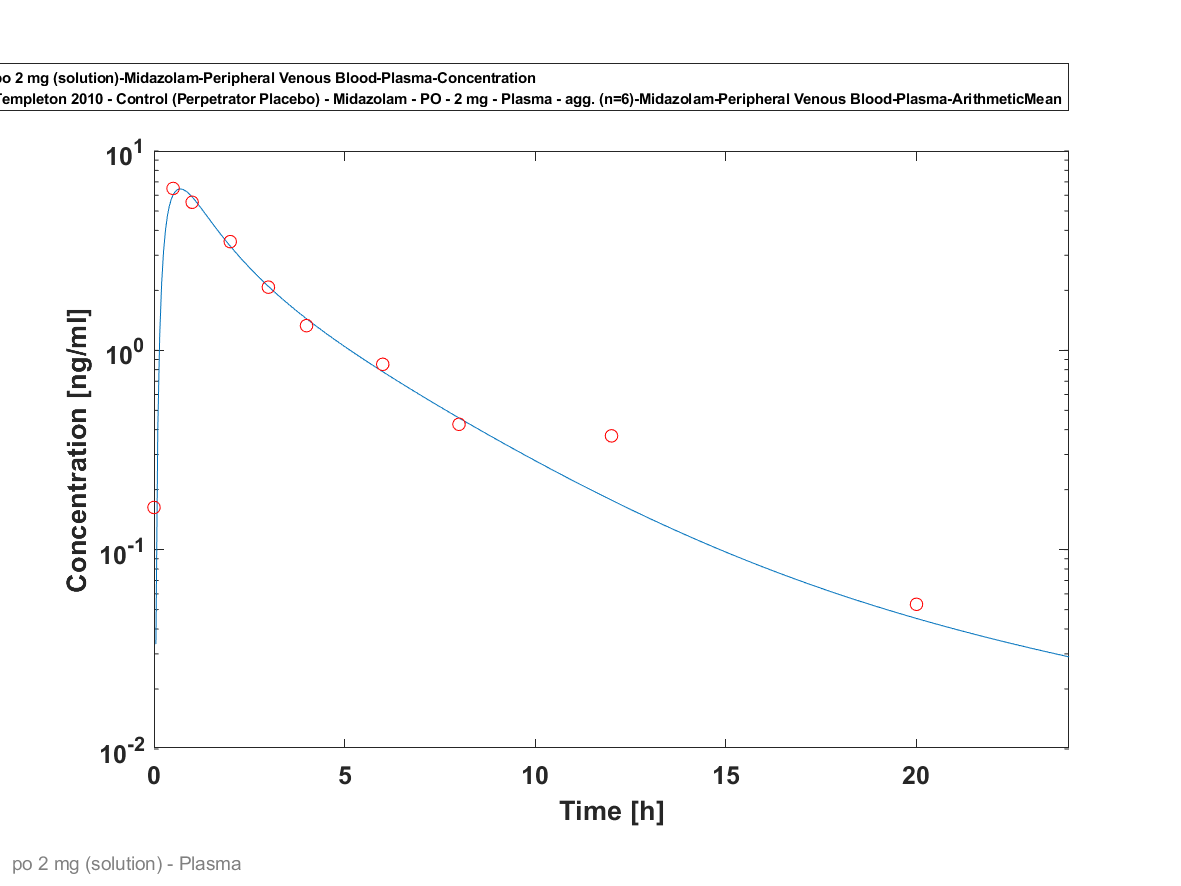 po 2 mg (solution)-Midazolam-Peripheral Venous Blood-Plasma-Concentration
Templeton 2010 - Control (Perpetrator Placebo) - Midazolam - PO - 2 mg - Plasma - agg. (n=6)-Midazolam-Peripheral Venous Blood-Plasma-ArithmeticMean
10^1
10^0
10^-1
10^-2
Concentration [ng/ml]
0 5 10 15 20
Time [h]
po 2 mg (solution) - Plasma